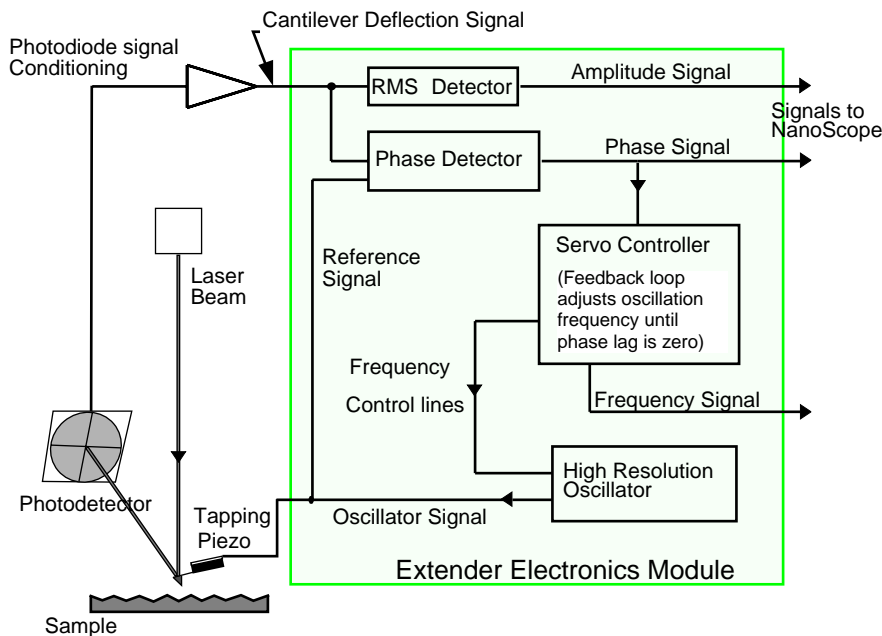 Cantilever Deflection Signal
Photodiode signal
Conditioning
RMS Detector
Amplitude Signal
Signals to
NanoScope
Phase Detector
Phase Signal
Laser
Beam
Reference
Signal
Servo Controller
(Feedback loop
adjusts oscillation
frequency until
phase lag is zero)
Frequency
Control lines
Frequency Signal
Photodetector
Tapping
Piezo
Oscillator Signal
High Resolution
Oscillator
Extender Electronics Module
Sample